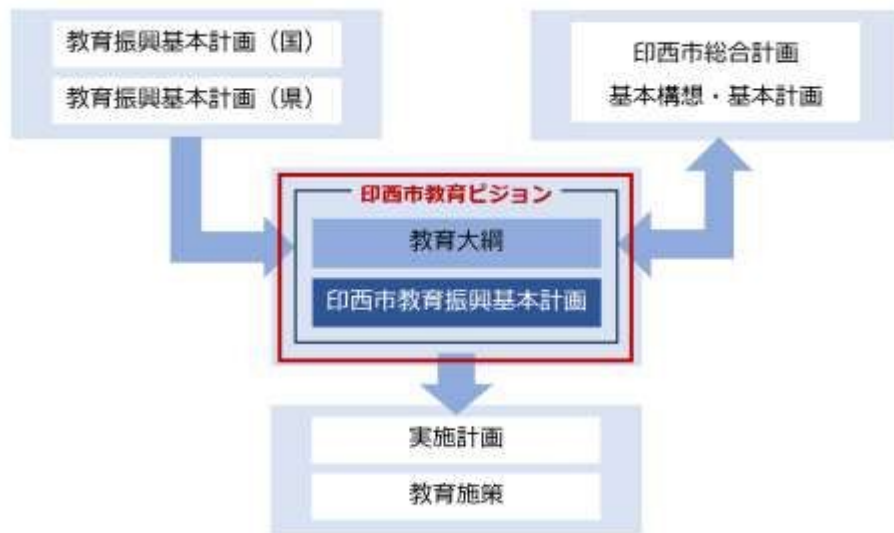 教育振興基本計画（国）
教育振興基本計画（県）
印西市総合計画
基本構想・基本計画
印西市教育ビジョン
教育大綱
印西市教育振興基本計画
実施計画
教育施策